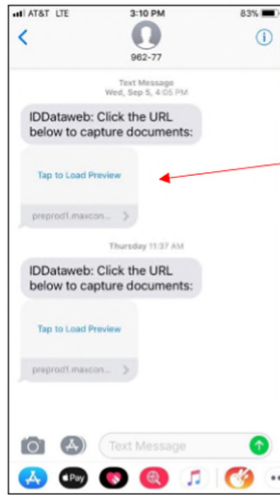 AT&T LTE 3:10 PM 83%
962-77
Text Message
Wed, Sep 5, 4:05 PM
IDDataweb: Click the URL
below to capture documents:
Tap to Load Preview
preprod1.maxcon...
Thursday 11:37 AM
IDDataweb: Click the URL
below to capture documents:
Tap to Load Preview
preprod1.maxcon...
Text Message
Pay